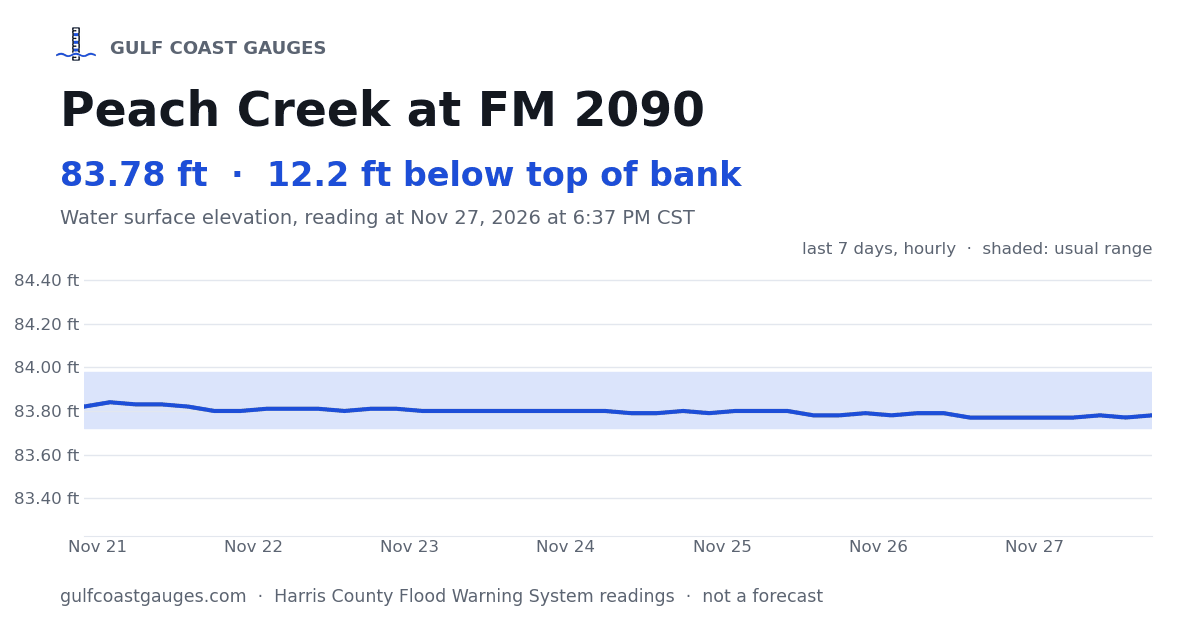 GULF COAST GAUGES
Peach Creek at FM 2090
83.78 ft · 12.2 ft below top of bank
Water surface elevation, reading at Nov 27, 2026 at 6:37 PM CST
last 7 days, hourly · shaded: usual range
84.40 ft
84.20 ft
84.00 ft
83.80 ft
83.60 ft
83.40 ft
Nov 21 Nov 22 Nov 23 Nov 24 Nov 25 Nov 26 Nov 27
gulfcoastgauges.com · Harris County Flood Warning System readings · not a forecast